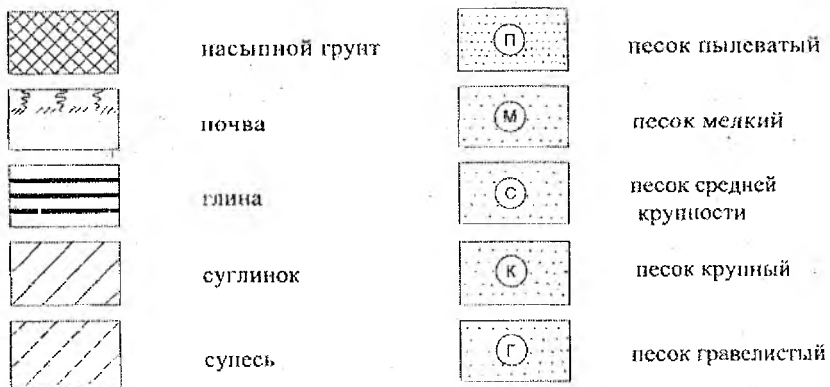 насыпной грунт
почва
глина
суглинок
супесь
П
песок пылеватый
М
песок мелкий
С
песок средней
крупности
К
песок крупный
Г
песок гравелистый